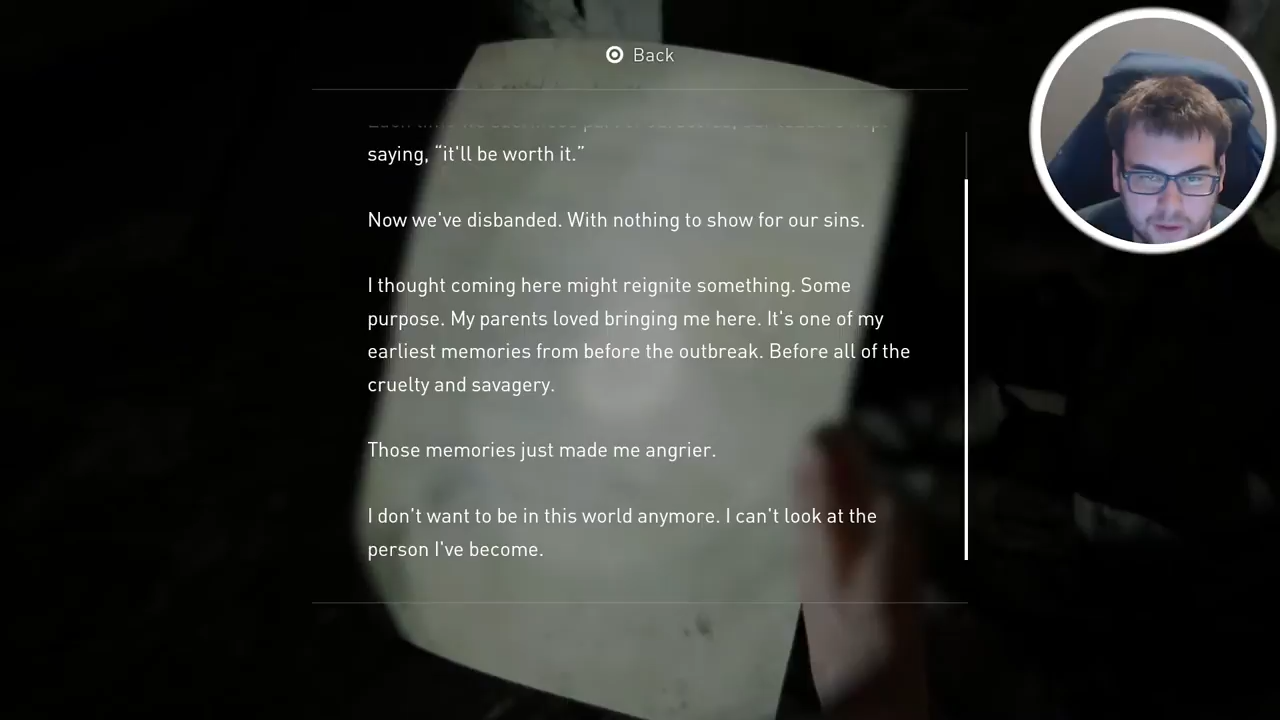 Back
saying, “it'll be worth it.”
Now we've disbanded. With nothing to show for our sins.
I thought coming here might reignite something. Some
purpose. My parents loved bringing me here. It's one of my
earliest memories from before the outbreak. Before all of the
cruelty and savagery.
Those memories just made me angrier.
I don't want to be in this world anymore. I can't look at the
person I've become.